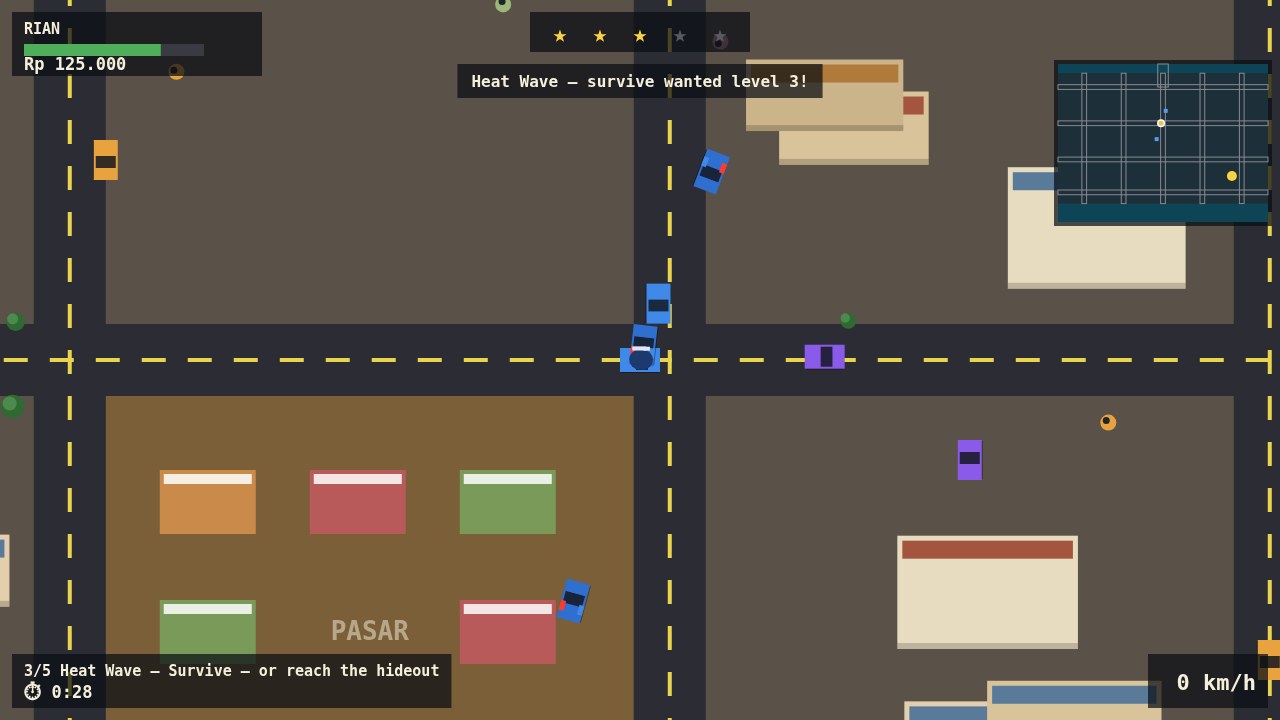 RIAN
Rp 125.000
★ ★ ★ ★ ★
Heat Wave — survive wanted level 3!
PASAR
3/5 Heat Wave — Survive — or reach the hideout
⏱ 0:28
0 km/h